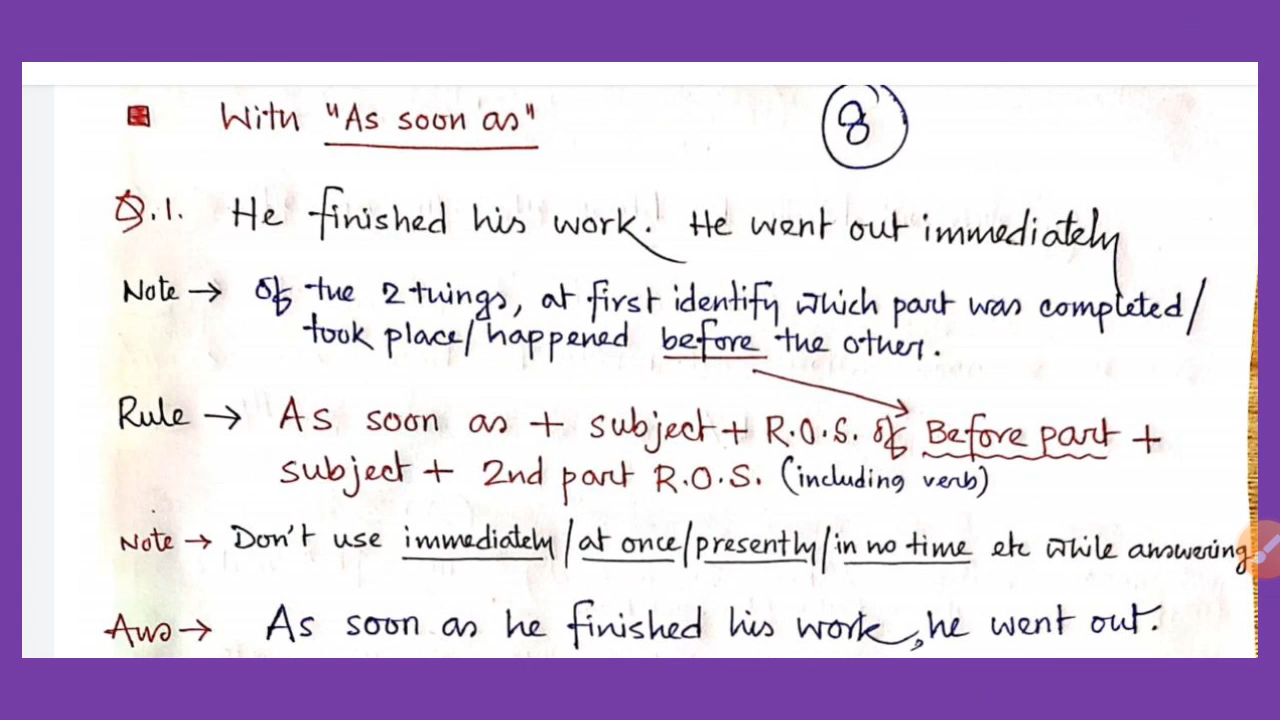 With "As soon as"
8
Q.1. He finished his work. He went out immediately
Note → Of the 2 things, at first identify which part was completed/
took place/happened before the other.
Rule → As soon as + subject + R.O.S. of Before part +
subject + 2nd part R.O.S. (including verb)
Note → Don't use immediately/at once/presently/in no time etc while answering
Ans → As soon as he finished his work, he went out.